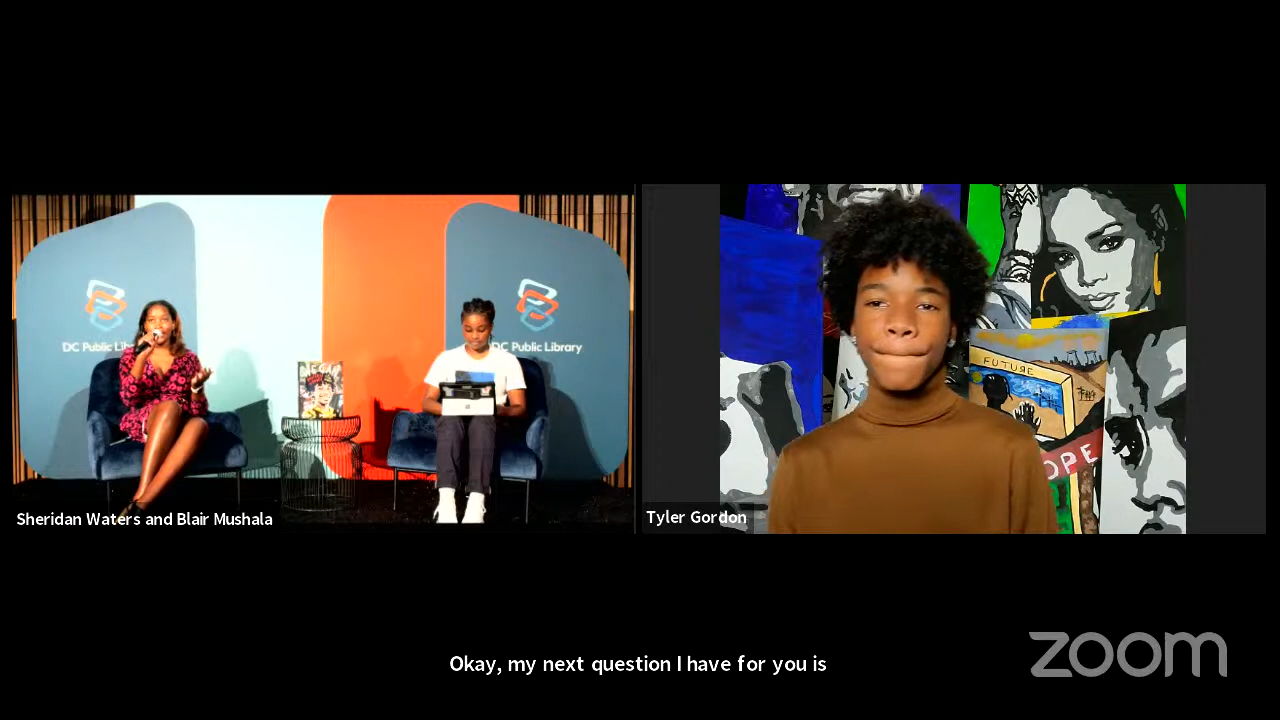 DC Public Lib
DC Public Library
FUTURE
OPE
Sheridan Waters and Blair Mushala
Tyler Gordon
Okay, my next question I have for you is
zoom